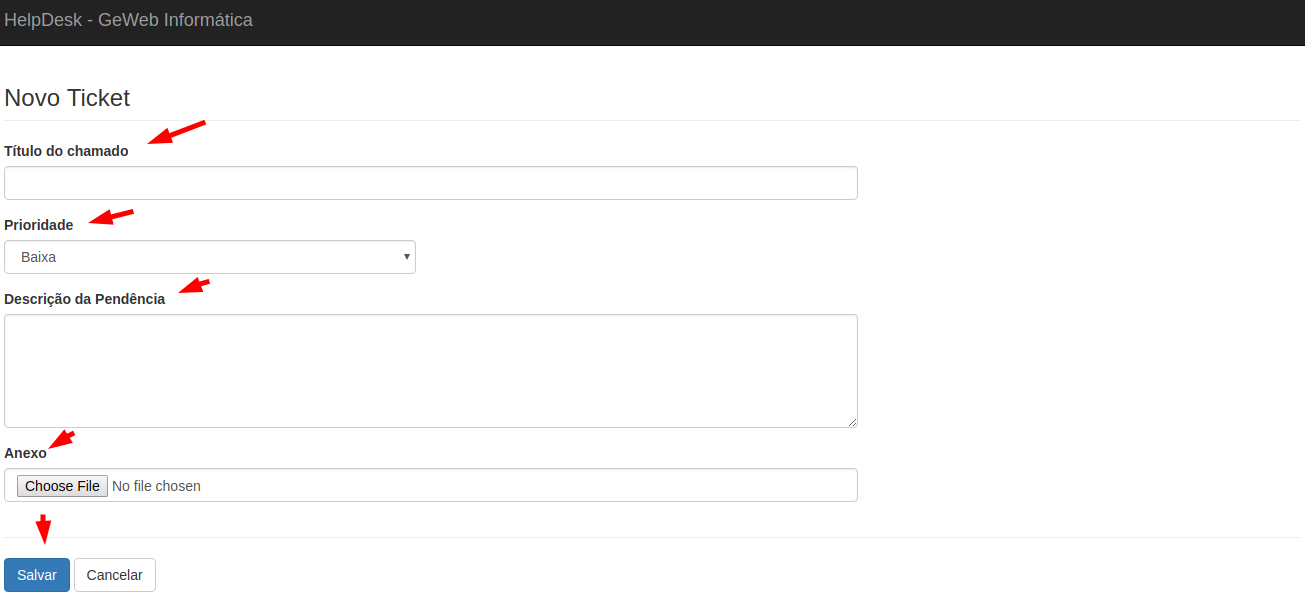 HelpDesk - GeWeb Informática
Novo Ticket
Título do chamado
Prioridade
Baixa
Descrição da Pendência
Anexo
Choose File No file chosen
Salvar Cancelar